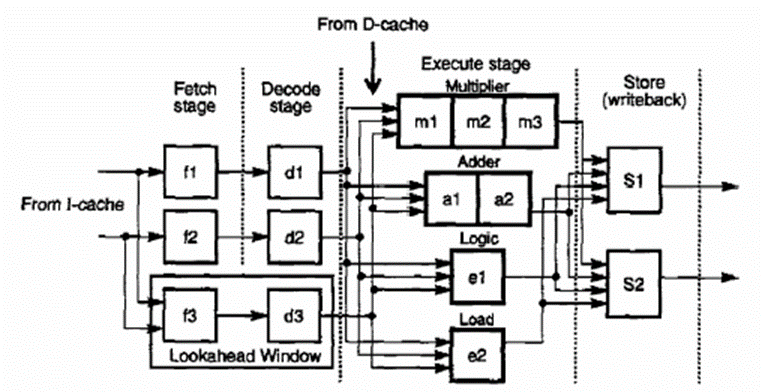 From D-cache
Fetch
stage
Decode
stage
Execute stage
Multiplier
Store
(writeback)
m1 m2 m3
f1 d1
Adder
S1
a1 a2
From I-cache
f2 d2
Logic
e1
S2
f3 d3
Load
e2
Lookahead Window